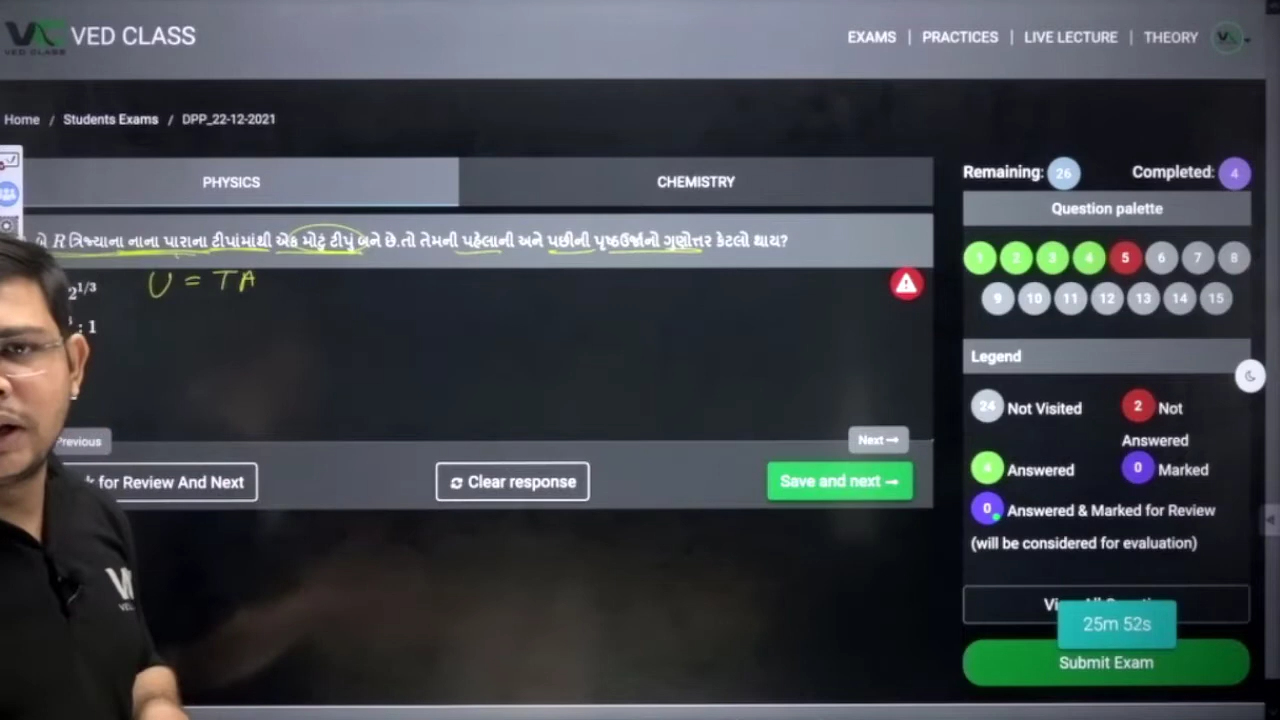 VED CLASS
VED CLASS
EXAMS | PRACTICES | LIVE LECTURE | THEORY
Home / Students Exams / DPP_22-12-2021
PHYSICS
CHEMISTRY
R ત્રિજ્યાના નાના પારાના ટીપાંમાંથી એક મોટું ટીપું બને છે.તો તેમની પહેલાની અને પછીની પૃષ્ઠઉર્જાનો ગુણોત્તર કેટલો થાય?
2^{1/3}
U = TA
: 1
Previous
Next →
k for Review And Next
Clear response
Save and next →
Remaining: 26
Completed: 4
Question palette
1 2 3 4 5 6 7 8
9 10 11 12 13 14 15
Legend
24 Not Visited
2 Not Answered
4 Answered
0 Marked
0 Answered & Marked for Review
(will be considered for evaluation)
25m 52s
Submit Exam